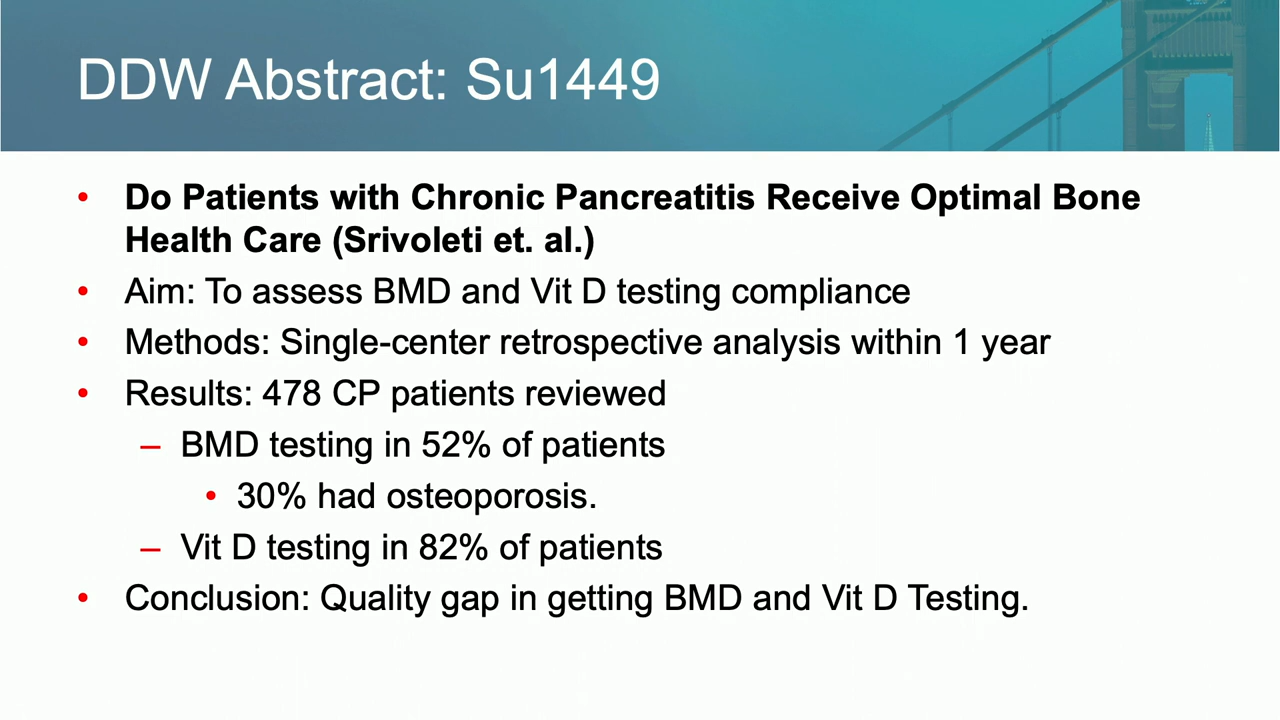 DDW Abstract: Su1449
• Do Patients with Chronic Pancreatitis Receive Optimal Bone
Health Care (Srivoleti et. al.)
• Aim: To assess BMD and Vit D testing compliance
• Methods: Single-center retrospective analysis within 1 year
• Results: 478 CP patients reviewed
– BMD testing in 52% of patients
• 30% had osteoporosis.
– Vit D testing in 82% of patients
• Conclusion: Quality gap in getting BMD and Vit D Testing.